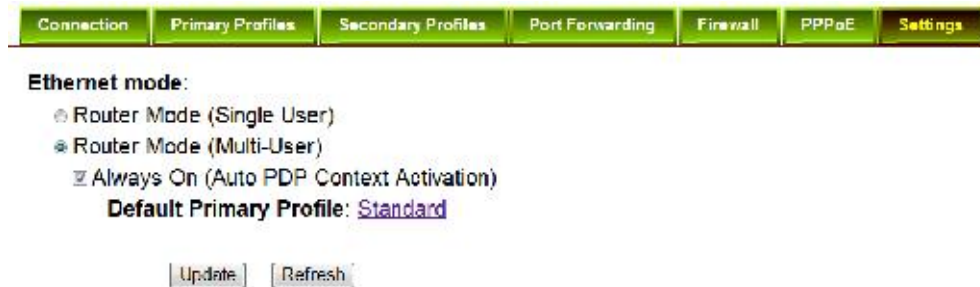 Connection Primary Profiles Secondary Profiles Port Forwarding Firewall PPPoE Settings
Ethernet mode:
Router Mode (Single User)
Router Mode (Multi-User)
Always On (Auto PDP Context Activation)
Default Primary Profile: Standard
Update Refresh